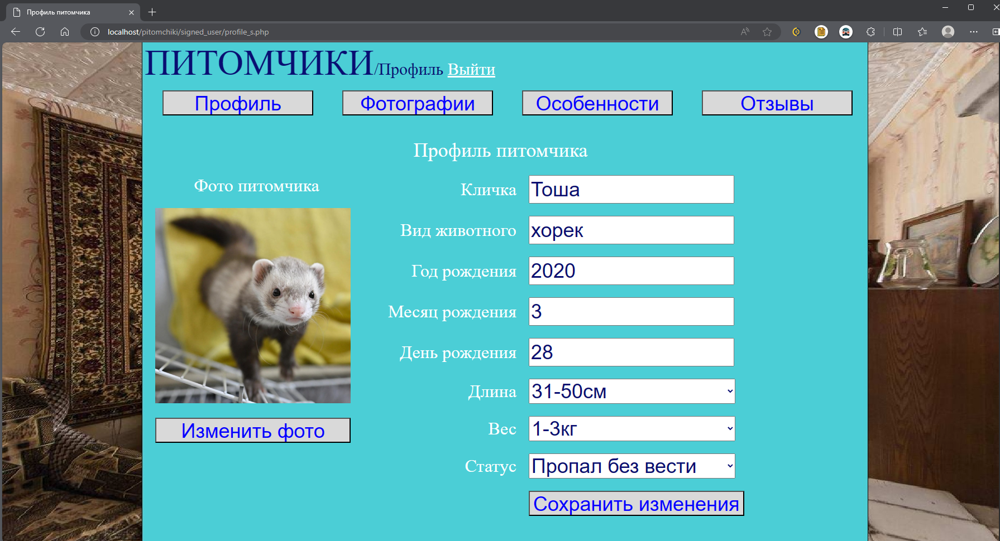 Профиль питомчика
localhost/pitomchiki/signed_user/profile_s.php
ПИТОМЧИКИ/Профиль Выйти
Профиль Фотографии Особенности Отзывы
Профиль питомчика
Фото питомчика
Изменить фото
Кличка Тоша
Вид животного хорек
Год рождения 2020
Месяц рождения 3
День рождения 28
Длина 31-50см
Вес 1-3кг
Статус Пропал без вести
Сохранить изменения